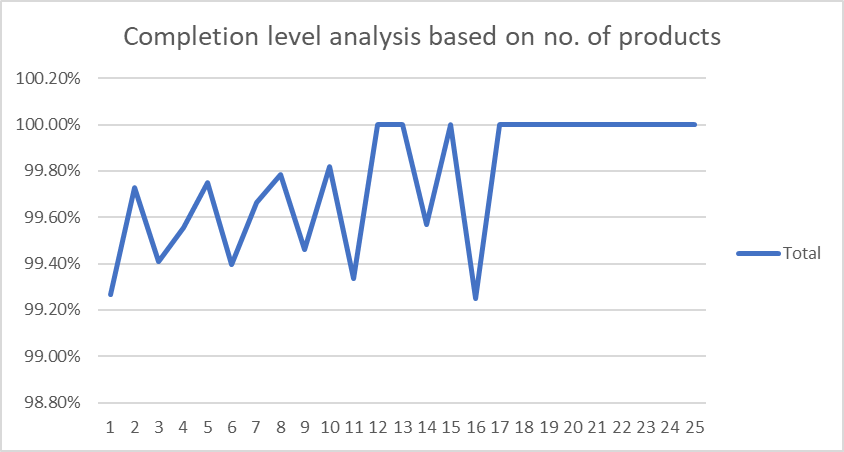 Completion level analysis based on no. of products
100.20%
100.00%
99.80%
99.60%
99.40%
99.20%
99.00%
98.80%
Total
1 2 3 4 5 6 7 8 9 10 11 12 13 14 15 16 17 18 19 20 21 22 23 24 25